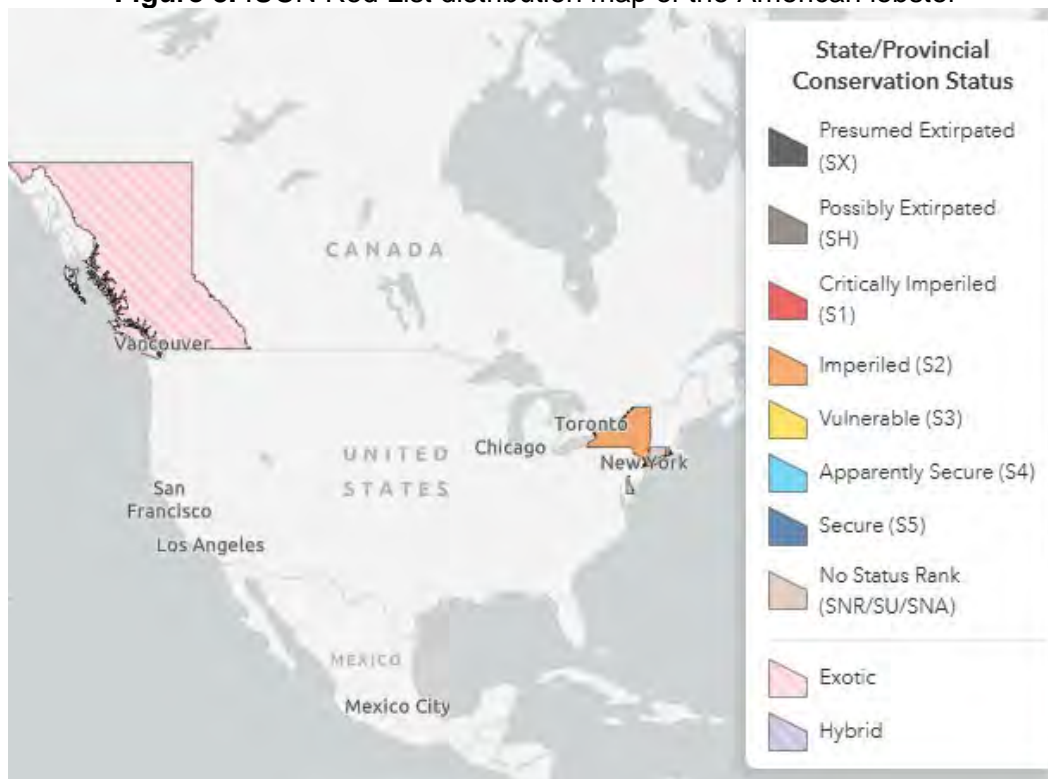 Figure 3. IUCN Red List distribution map of the American lobster
State/Provincial
Conservation Status
Presumed Extirpated
(SX)
Possibly Extirpated
(SH)
Critically Imperiled
(S1)
Imperiled (S2)
Vulnerable (S3)
Apparently Secure (S4)
Secure (S5)
No Status Rank
(SNR/SU/SNA)
Exotic
Hybrid
CANADA
Vancouver
Toronto
Chicago
New York
UNITED
STATES
San
Francisco
Los Angeles
MÉXICO
Mexico City